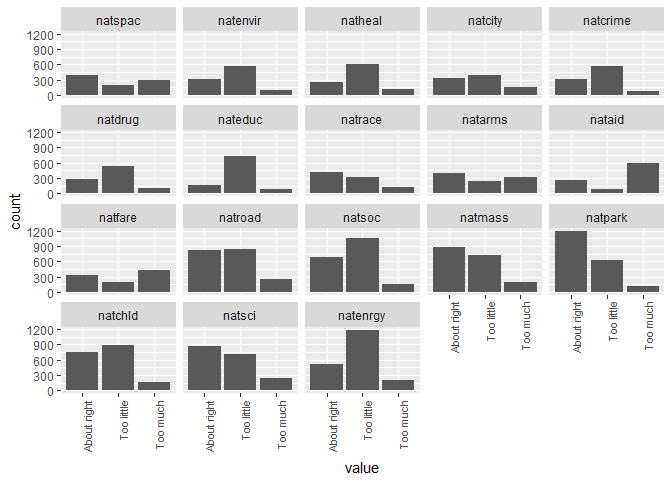 natspac natenvir natheal natcity natcrime
1200
900
600
300
0
natdrug nateduc natrace natarms nataid
1200
900
600
300
0
count
natfare natroad natsoc natmass natpark
1200
900
600
300
0
natchld natsci natenrgy
1200
900
600
300
0
About right Too little Too much About right Too little Too much
About right Too little Too much About right Too little Too much About right Too little Too much
value